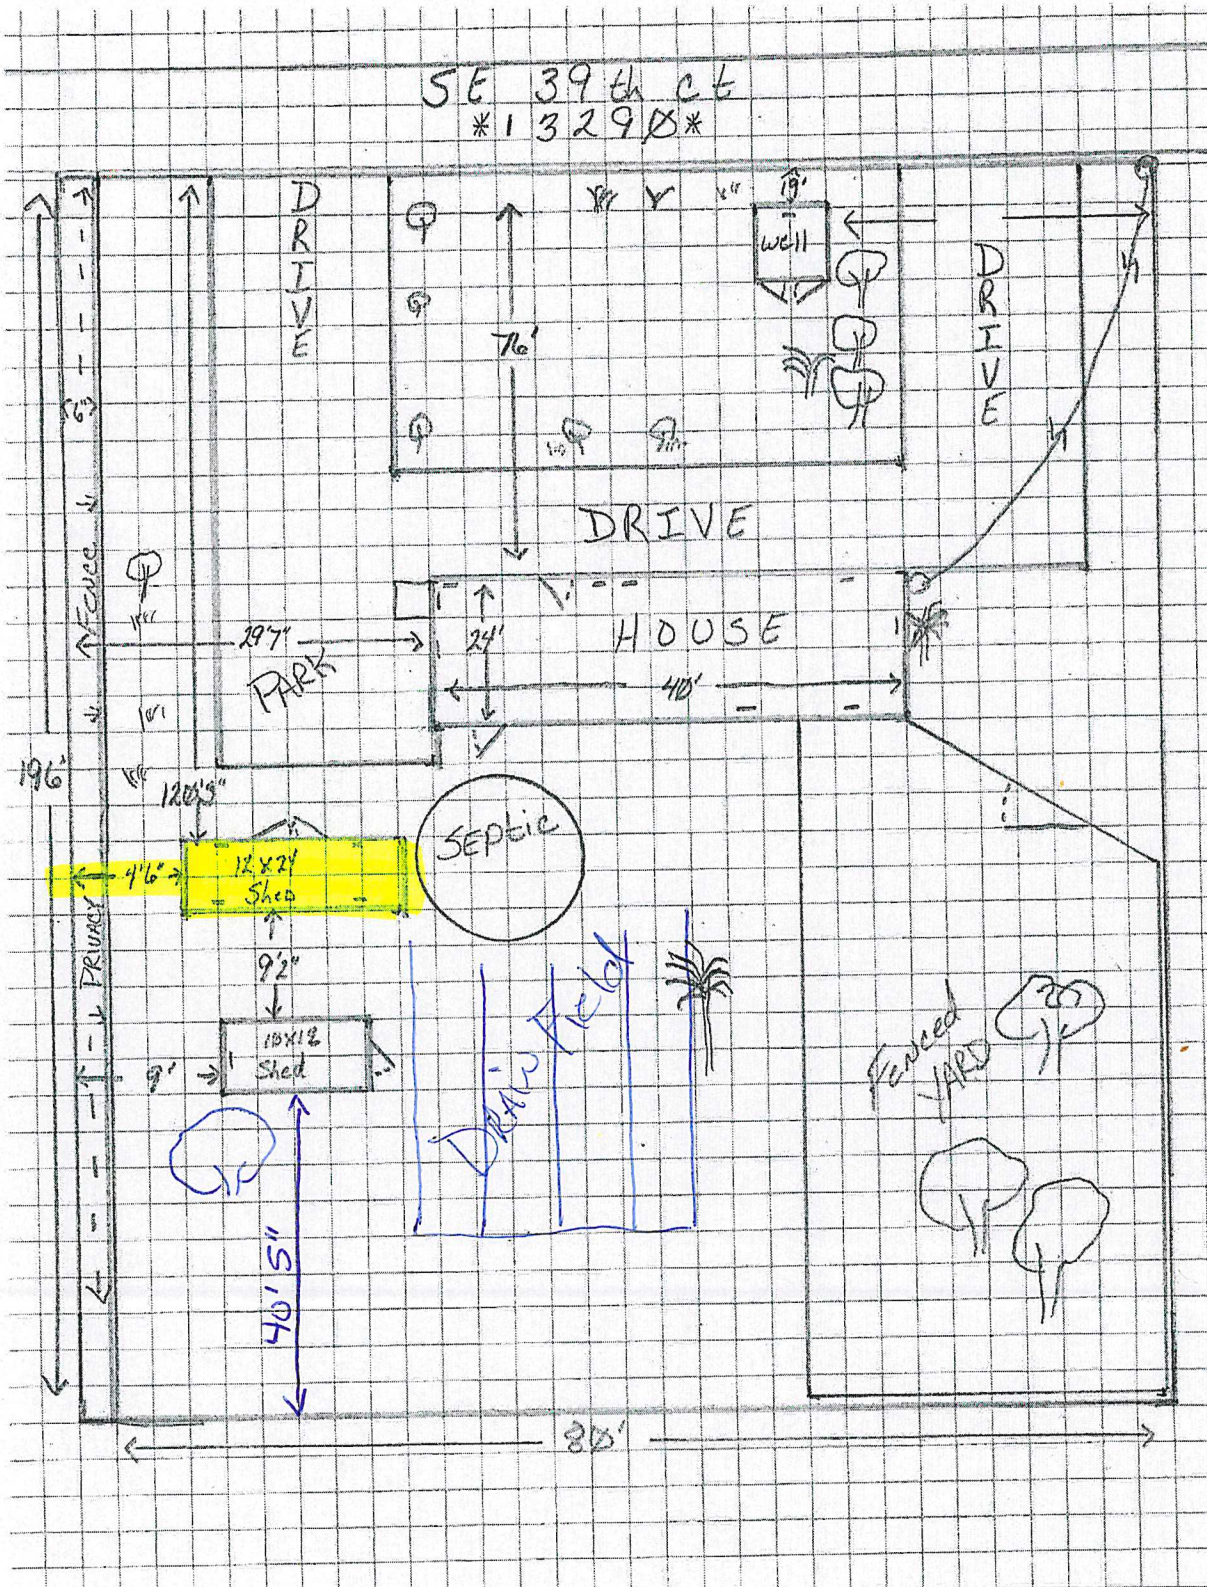 SE 39th ct
*13290*
DRIVE
19'
well
DRIVE
76'
6"
DRIVE
Fence
HOUSE
24'
29'7"
PARK
40'
196'
120'5"
SEPtic
12x24
Shed
4'6"
PRIVACY
9'2"
DRAIN Field
10x12
Shed
9'
Fenced
YARD
40'5"
80'